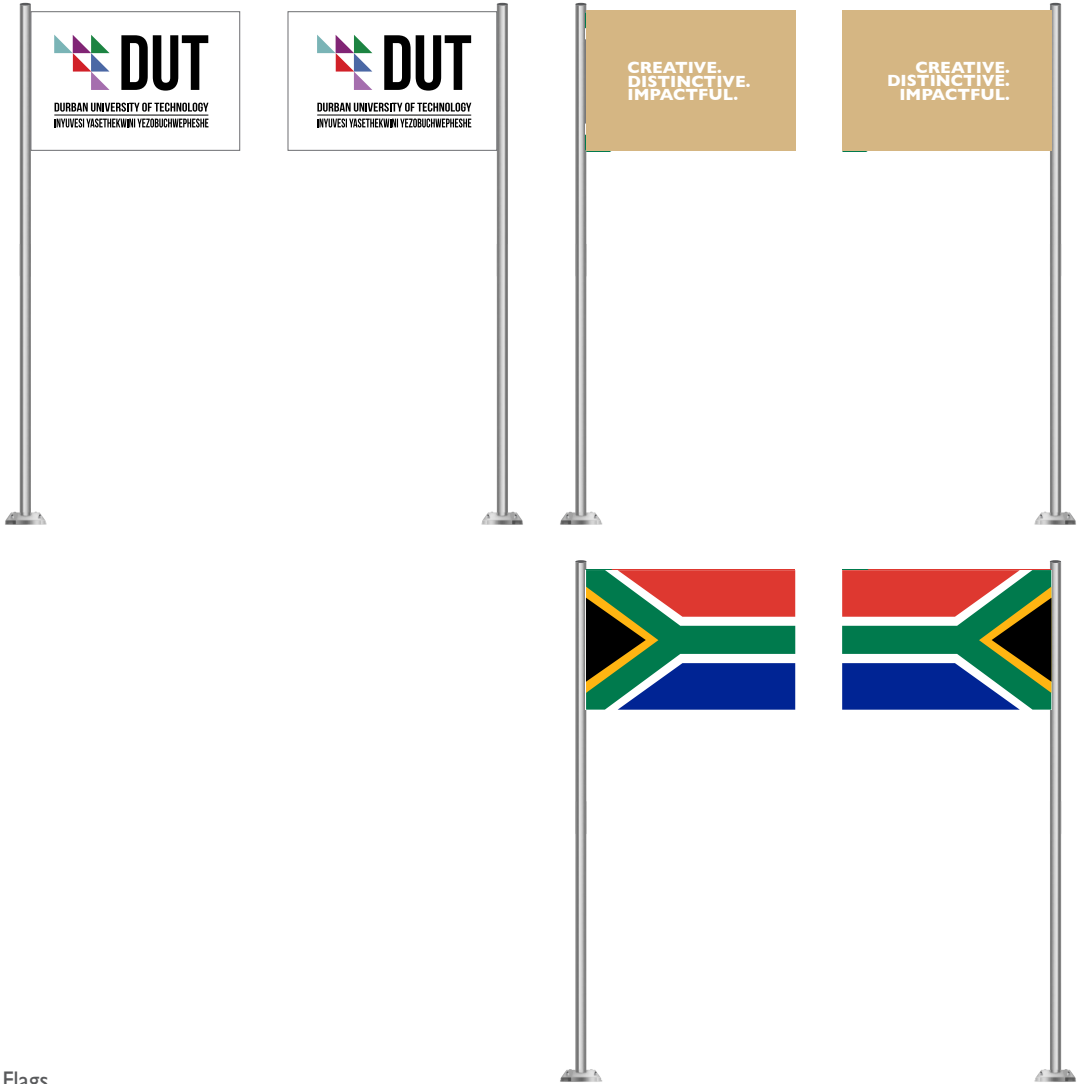 DUT
DURBAN UNIVERSITY OF TECHNOLOGY
INYUVESI YASETHEKWINI YEZOBUCHWEPHESHE
DUT
DURBAN UNIVERSITY OF TECHNOLOGY
INYUVESI YASETHEKWINI YEZOBUCHWEPHESHE
CREATIVE.
DISTINCTIVE.
IMPACTFUL.
CREATIVE.
DISTINCTIVE.
IMPACTFUL.
Flags